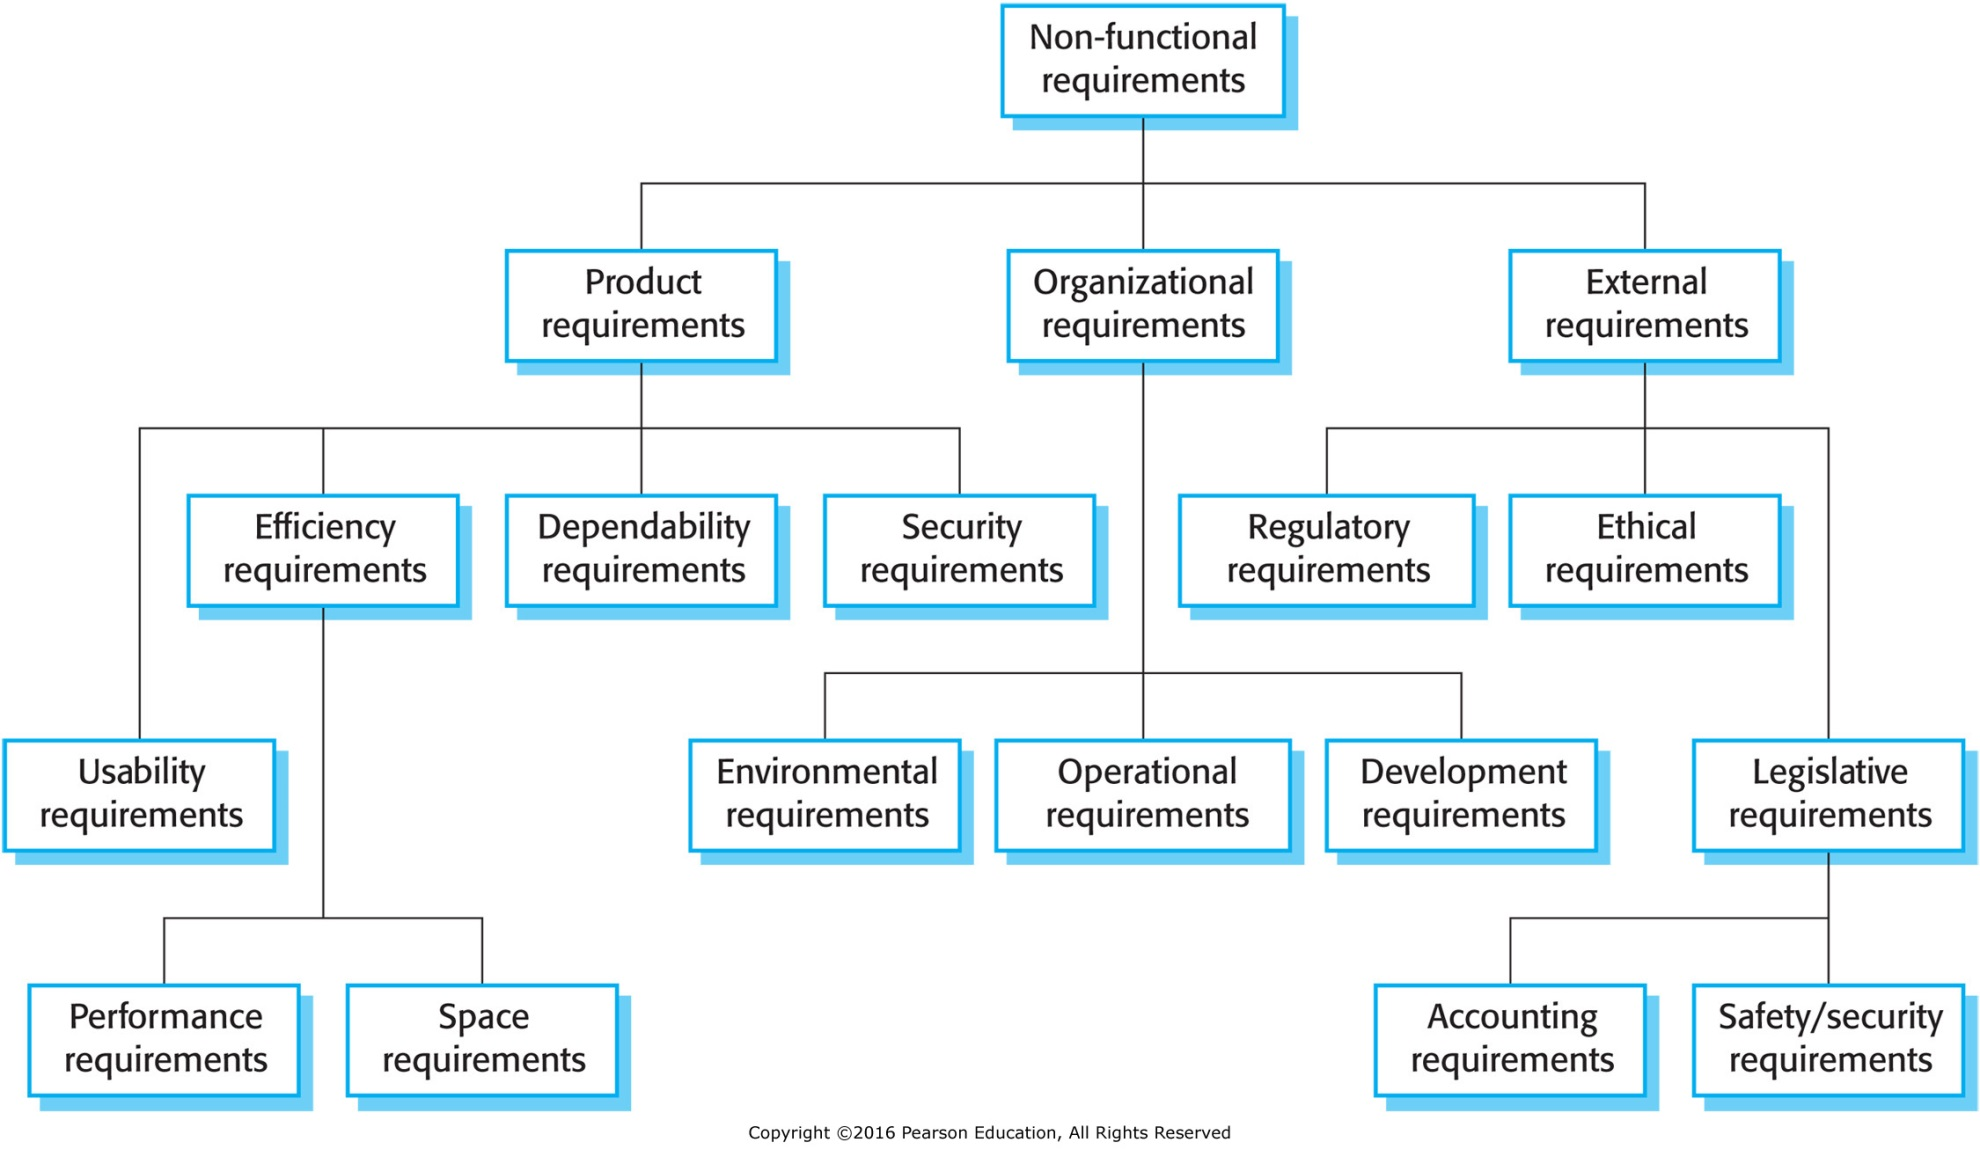 Non-functional
requirements
Product
requirements
Organizational
requirements
External
requirements
Efficiency
requirements
Dependability
requirements
Security
requirements
Regulatory
requirements
Ethical
requirements
Usability
requirements
Environmental
requirements
Operational
requirements
Development
requirements
Legislative
requirements
Performance
requirements
Space
requirements
Accounting
requirements
Safety/security
requirements
Copyright ©2016 Pearson Education, All Rights Reserved